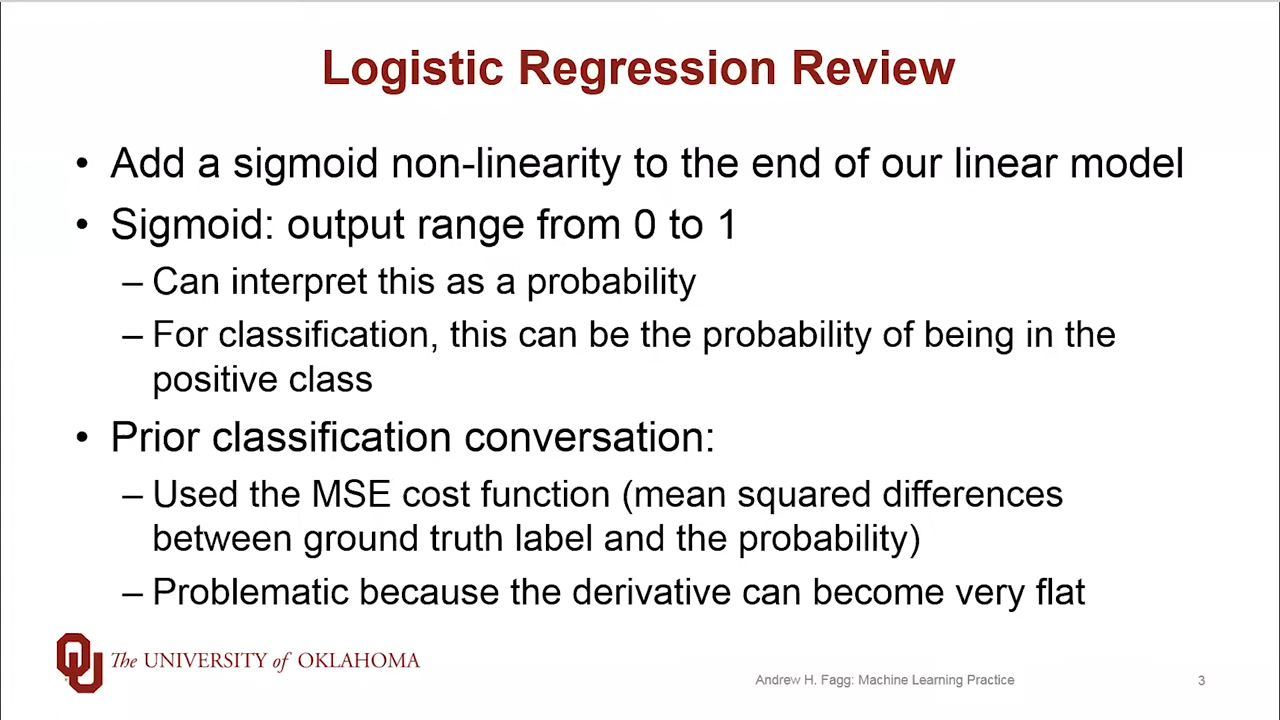 Logistic Regression Review
• Add a sigmoid non-linearity to the end of our linear model
• Sigmoid: output range from 0 to 1
– Can interpret this as a probability
– For classification, this can be the probability of being in the
positive class
• Prior classification conversation:
– Used the MSE cost function (mean squared differences
between ground truth label and the probability)
– Problematic because the derivative can become very flat
The UNIVERSITY of OKLAHOMA
Andrew H. Fagg: Machine Learning Practice
3